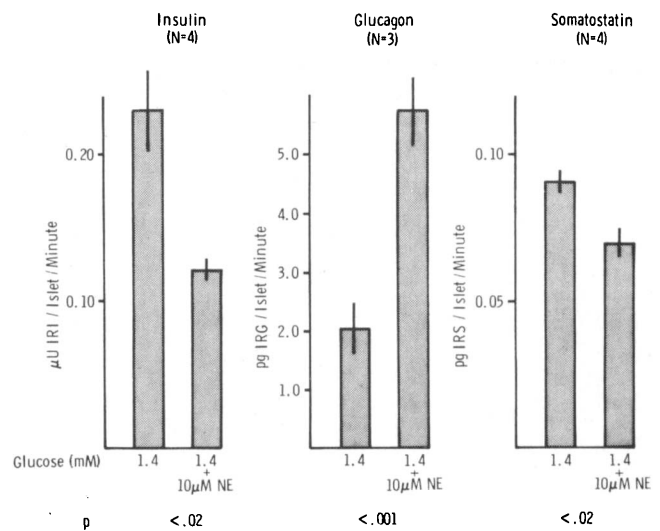 Insulin
(N=4)
Glucagon
(N=3)
Somatostatin
(N=4)
μU IRI / Islet / Minute
0.20
0.10
pg IRG / Islet / Minute
5.0
4.0
3.0
2.0
1.0
pg IRS / Islet / Minute
0.10
0.05
Glucose (mM) 1.4 1.4 1.4 1.4 1.4 1.4
+ + +
10μM NE 10μM NE 10μM NE
p <.02 <.001 <.02